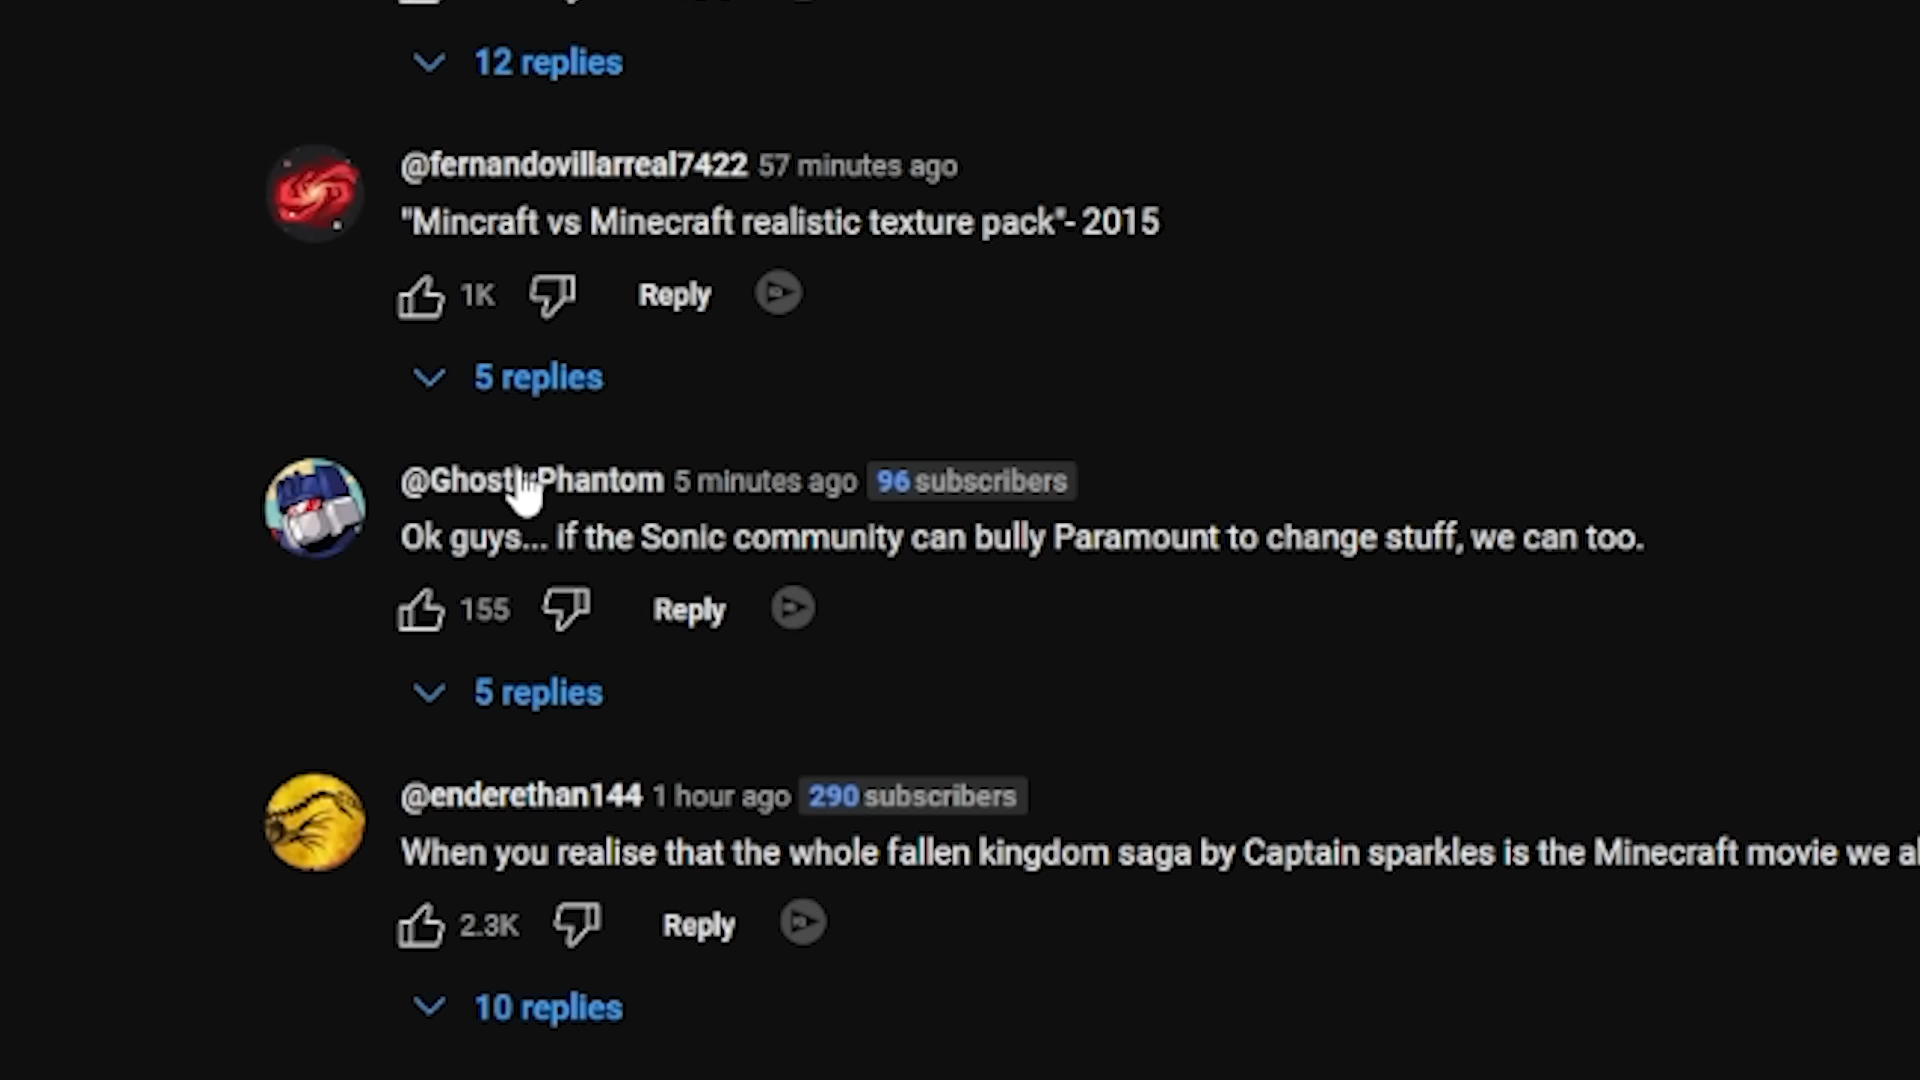 12 replies
@fernandovillarreal7422 57 minutes ago
"Mincraft vs Minecraft realistic texture pack"- 2015
1K Reply
5 replies
@GhostlyPhantom 5 minutes ago 96 subscribers
Ok guys... if the Sonic community can bully Paramount to change stuff, we can too.
155 Reply
5 replies
@enderethan144 1 hour ago 290 subscribers
When you realise that the whole fallen kingdom saga by Captain sparkles is the Minecraft movie we
2.3K Reply
10 replies